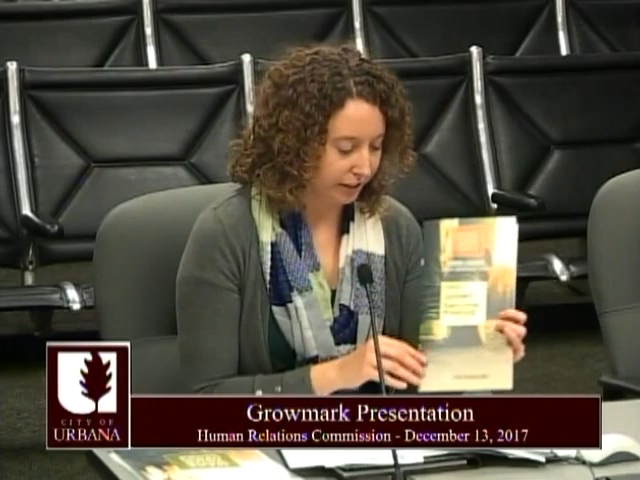 CITY OF
URBANA
Growmark Presentation
Human Relations Commission - December 13, 2017